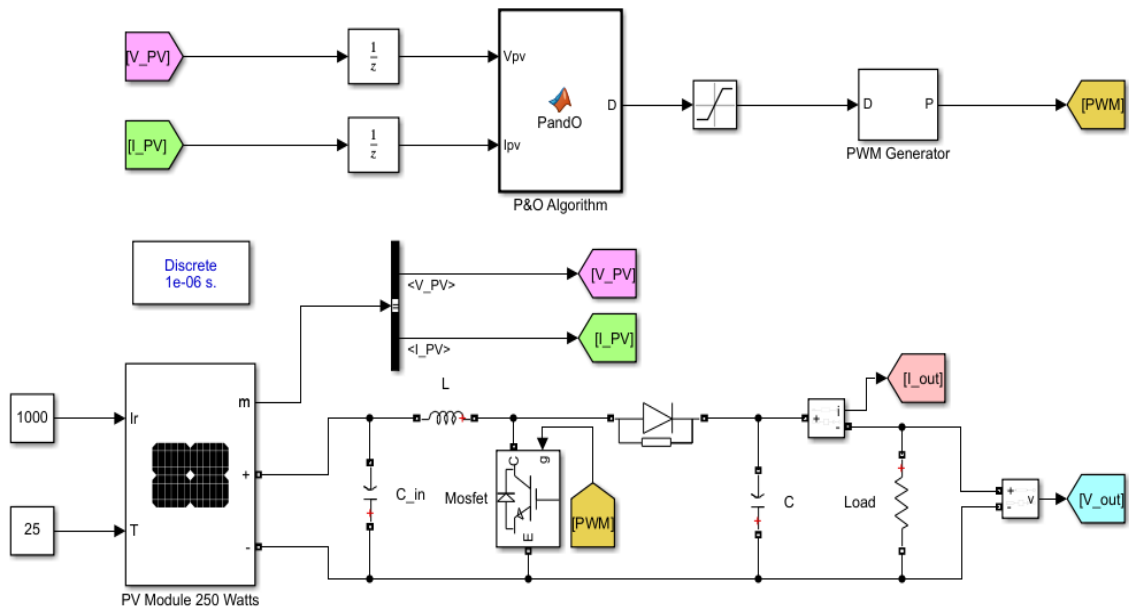 [V_PV]
1
z
Vpv
[I_PV]
1
z
Ipv
PandO
D
P&O Algorithm
D
P
PWM Generator
[PWM]
Discrete
1e-06 s.
<V_PV>
[V_PV]
<I_PV>
[I_PV]
1000
Ir
m
25
T
+
-
PV Module 250 Watts
L
C_in
Mosfet
C
g
E
[PWM]
+
i
-
[I_out]
C
Load
+
-
v
[V_out]